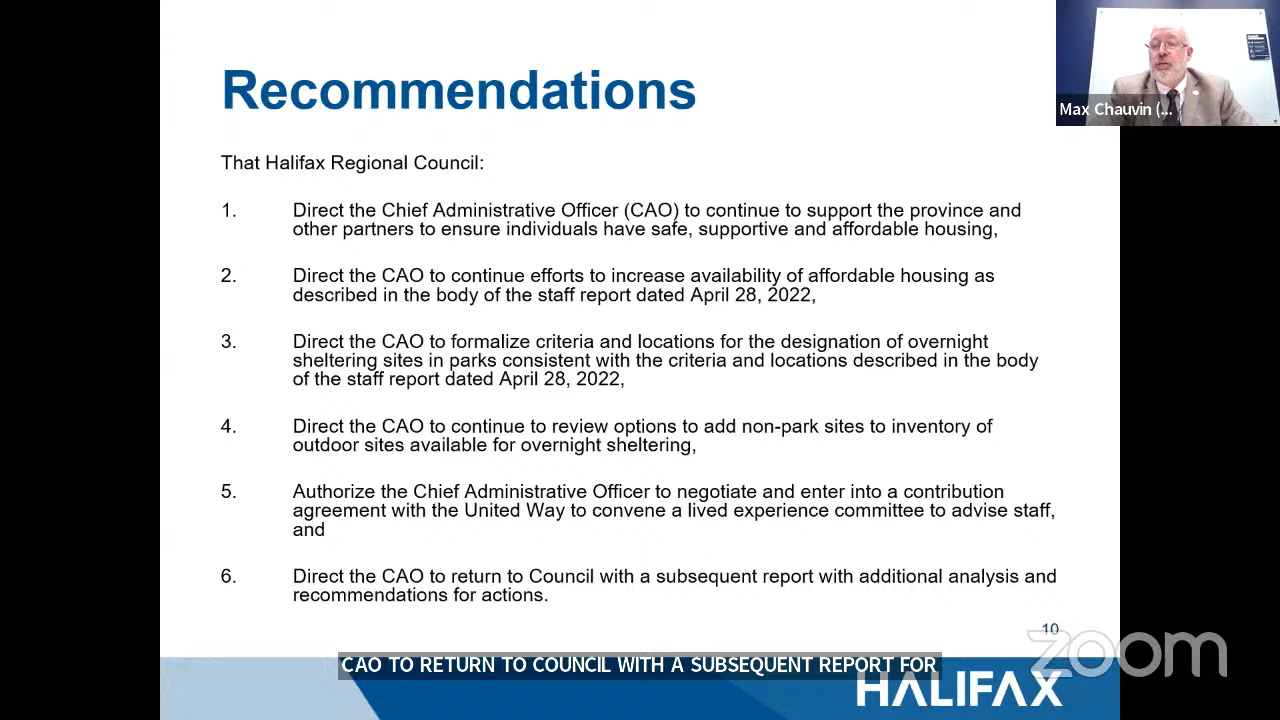 Recommendations
Max Chauvin (...
That Halifax Regional Council:
1. Direct the Chief Administrative Officer (CAO) to continue to support the province and
other partners to ensure individuals have safe, supportive and affordable housing,
2. Direct the CAO to continue efforts to increase availability of affordable housing as
described in the body of the staff report dated April 28, 2022,
3. Direct the CAO to formalize criteria and locations for the designation of overnight
sheltering sites in parks consistent with the criteria and locations described in the body
of the staff report dated April 28, 2022,
4. Direct the CAO to continue to review options to add non-park sites to inventory of
outdoor sites available for overnight sheltering,
5. Authorize the Chief Administrative Officer to negotiate and enter into a contribution
agreement with the United Way to convene a lived experience committee to advise staff,
and
6. Direct the CAO to return to Council with a subsequent report with additional analysis and
recommendations for actions.
10
zoom
CAO TO RETURN TO COUNCIL WITH A SUBSEQUENT REPORT FOR
HALIFAX